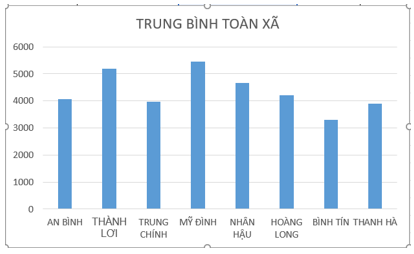 TRUNG BÌNH TOÀN XÃ
6000
5000
4000
3000
2000
1000
0
AN BÌNH
THÀNH
LƠI
TRUNG
CHÍNH
MỸ ĐÌNH
NHÂN
HẬU
HOÀNG
LONG
BÌNH TÍN
THANH HÀ